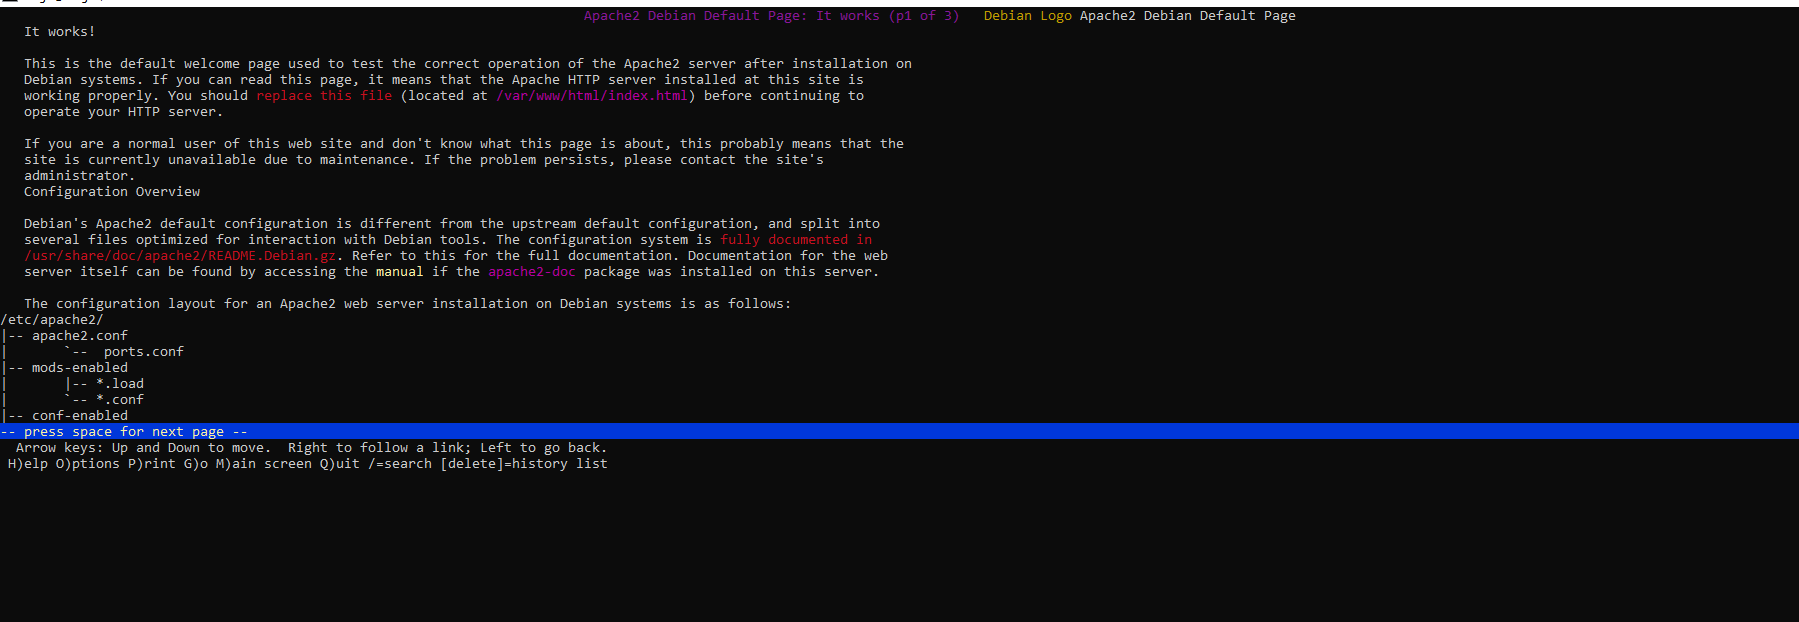 Apache2 Debian Default Page: It works (p1 of 3)   Debian Logo Apache2 Debian Default Page
   It works!
   This is the default welcome page used to test the correct operation of the Apache2 server after installation on
   Debian systems. If you can read this page, it means that the Apache HTTP server installed at this site is
   working properly. You should replace this file (located at /var/www/html/index.html) before continuing to
   operate your HTTP server.
   If you are a normal user of this web site and don't know what this page is about, this probably means that the
   site is currently unavailable due to maintenance. If the problem persists, please contact the site's
   administrator.
   Configuration Overview
   Debian's Apache2 default configuration is different from the upstream default configuration, and split into
   several files optimized for interaction with Debian tools. The configuration system is fully documented in
   /usr/share/doc/apache2/README.Debian.gz. Refer to this for the full documentation. Documentation for the web
   server itself can be found by accessing the manual if the apache2-doc package was installed on this server.
   The configuration layout for an Apache2 web server installation on Debian systems is as follows:
/etc/apache2/
|-- apache2.conf
|       `--  ports.conf
|-- mods-enabled
|       |-- *.load
|       `-- *.conf
|-- conf-enabled
-- press space for next page --
  Arrow keys: Up and Down to move.  Right to follow a link; Left to go back.
 H)elp O)ptions P)rint G)o M)ain screen Q)uit /=search [delete]=history list